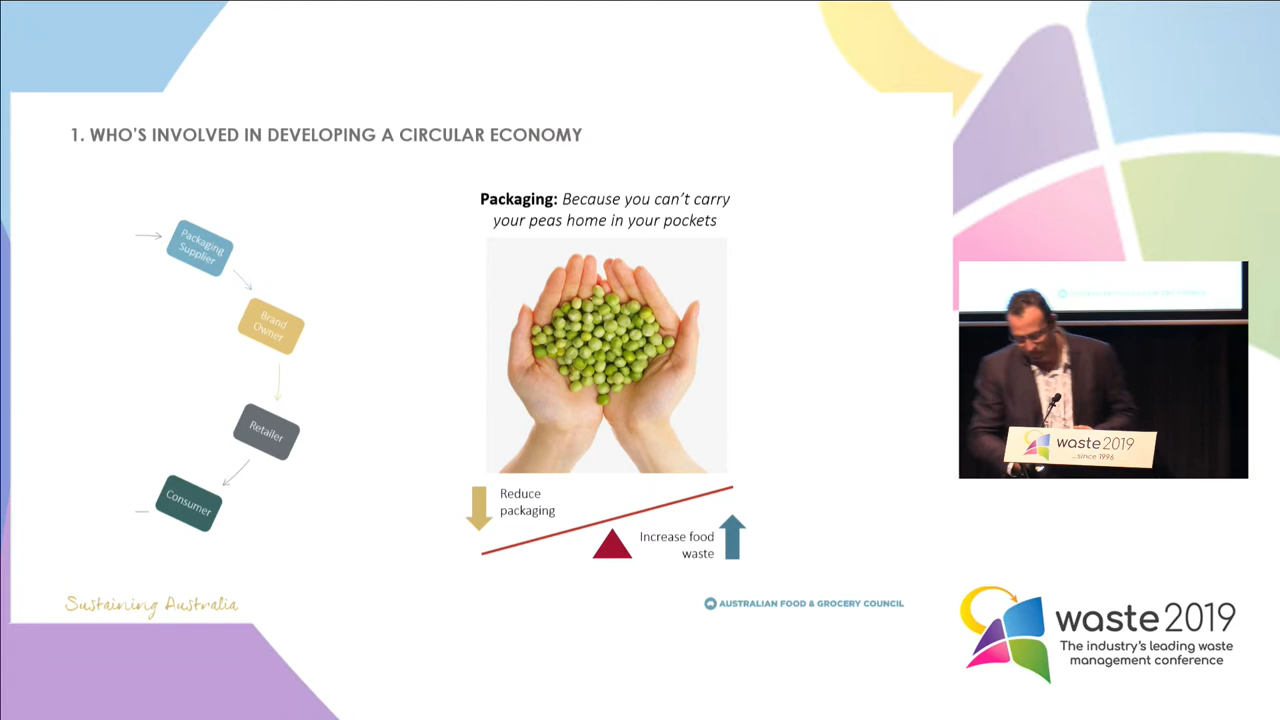 1. WHO'S INVOLVED IN DEVELOPING A CIRCULAR ECONOMY
Packaging: Because you can't carry
your peas home in your pockets
Packaging
Supplier
Brand
Owner
Retailer
Consumer
Reduce
packaging
Increase food
waste
Sustaining Australia
AUSTRALIAN FOOD & GROCERY COUNCIL
waste 2019
...since 1996
waste 2019
The industry's leading waste
management conference